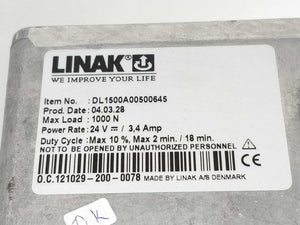 LINAK®
WE IMPROVE YOUR LIFE
Item No. : DL1500A00500645
Prod. Date : 04.03.28
Max Load : 1000 N
Power Rate : 24 V ⎓ / 3,4 Amp
Duty Cycle : Max 10 %, Max 2 min. / 18 min.
NOT TO BE OPENED BY UNAUTHORIZED PERSONNEL
O.C.121029-200-0078 MADE BY LINAK A/S DENMARK
DK